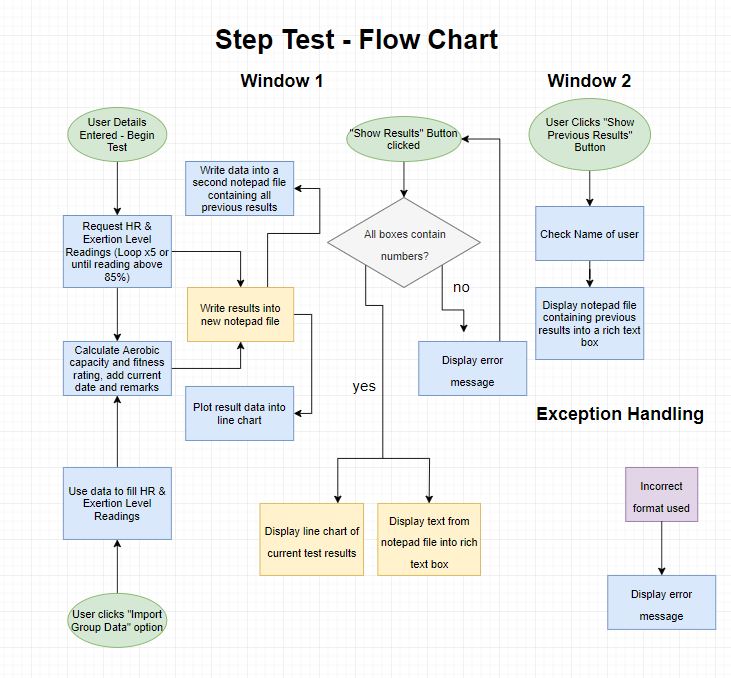 Step Test - Flow Chart
Window 1
Window 2
User Details
Entered - Begin
Test
"Show Results" Button
clicked
User Clicks "Show
Previous Results"
Button
Write data into a
second notepad file
containing all
previous results
Request HR &
Exertion Level
Readings (Loop x5 or
until reading above
85%)
All boxes contain
numbers?
Check Name of user
no
Write results into
new notepad file
Display notepad file
containing previous
results into a rich text
box
Calculate Aerobic
capacity and fitness
rating, add current
date and remarks
Display error
message
yes
Plot result data into
line chart
Exception Handling
Use data to fill HR &
Exertion Level
Readings
Incorrect
format used
Display line chart of
current test results
Display text from
notepad file into rich
text box
Display error
message
User clicks "Import
Group Data" option